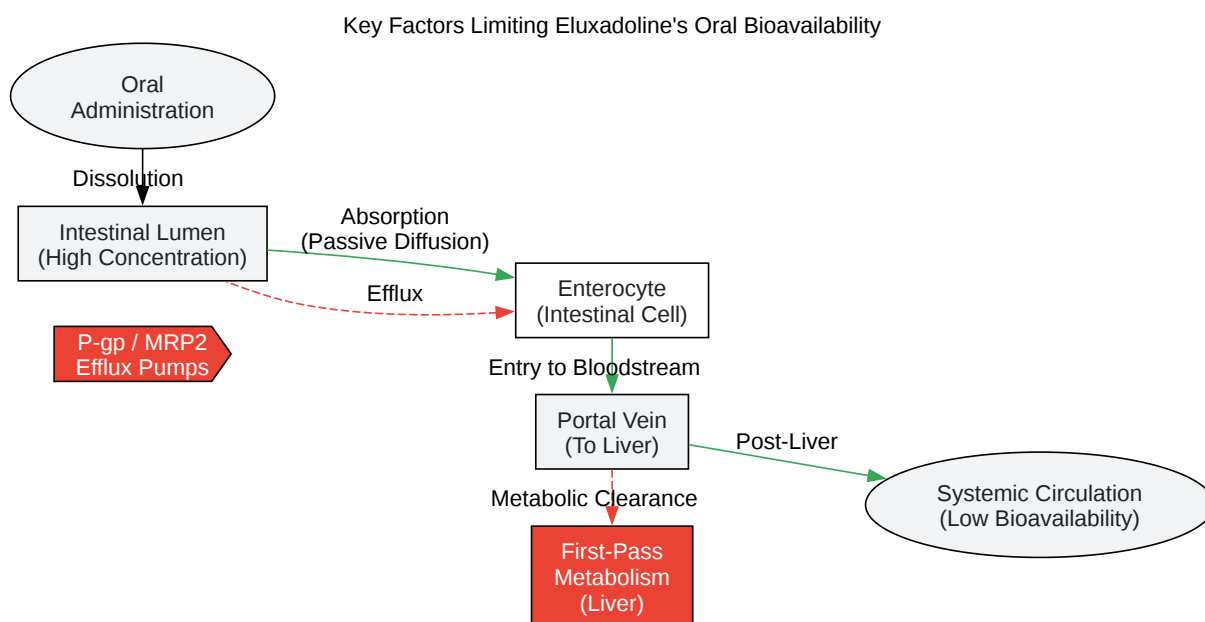 Key Factors Limiting Eluxadoline's Oral Bioavailability
Oral
Administration
Dissolution
Intestinal Lumen
(High Concentration)
Absorption
(Passive Diffusion)
Efflux
Enterocyte
(Intestinal Cell)
P-gp / MRP2
Efflux Pumps
Entry to Bloodstream
Portal Vein
(To Liver)
Post-Liver
Systemic Circulation
(Low Bioavailability)
Metabolic Clearance
First-Pass
Metabolism
(Liver)